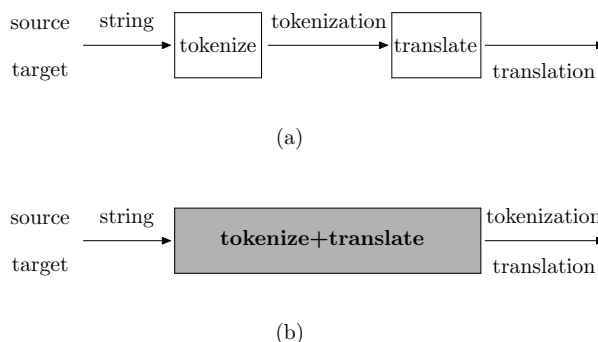 source string tokenization
tokenize translate
target translation
(a)
source string tokenization
tokenize+translate
target translation
(b)